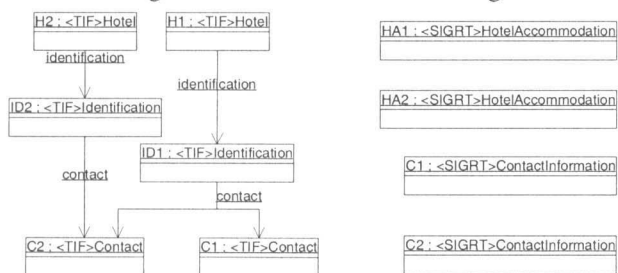 H2 : <TIF>Hotel
H1 : <TIF>Hotel
identification
identification
ID2 : <TIF>Identification
ID1 : <TIF>Identification
contact
contact
C2 : <TIF>Contact
C1 : <TIF>Contact
HA1 : <SIGRT>HotelAccommodation
HA2 : <SIGRT>HotelAccommodation
C1 : <SIGRT>ContactInformation
C2 : <SIGRT>ContactInformation